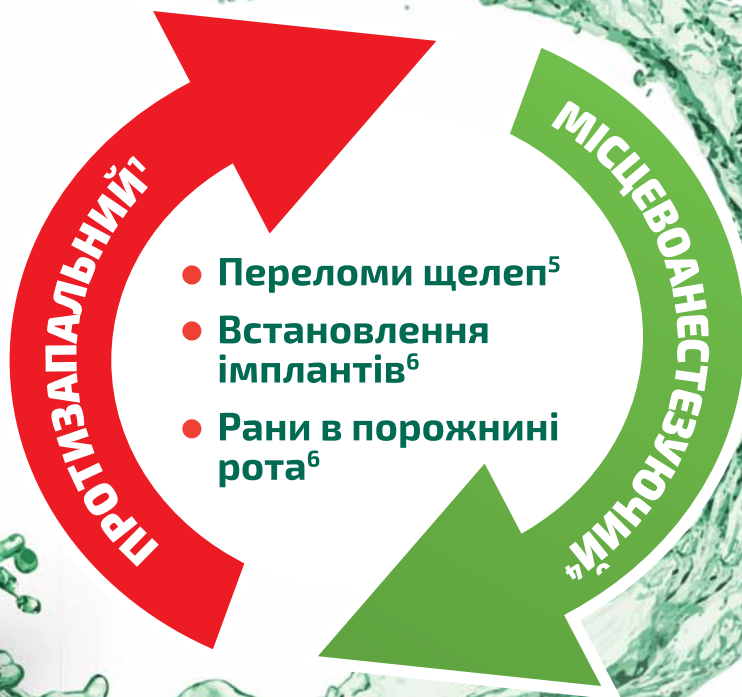 ПРОТИЗАПАЛЬНИЙ¹
МІСЦЕВОАНЕСТЕЗУЮЧИЙ⁴
• Переломи щелеп⁵
• Встановлення
імплантів⁶
• Рани в порожнині
рота⁶